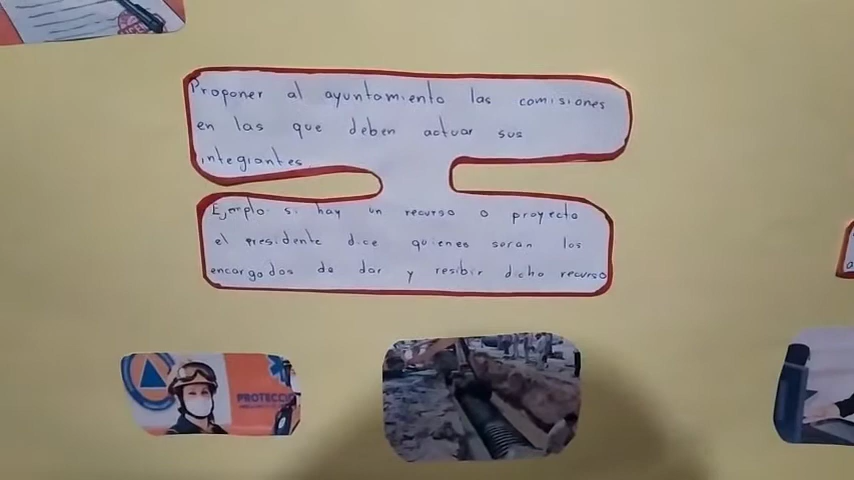 Proponer al ayuntamiento las comisiones
en las que deben actuar sus
integrantes
Ejemplo si hay un recurso o proyecto
el presidente dice quienes seran los
encargados de dar y resibir dicho recurso
PROTECCI